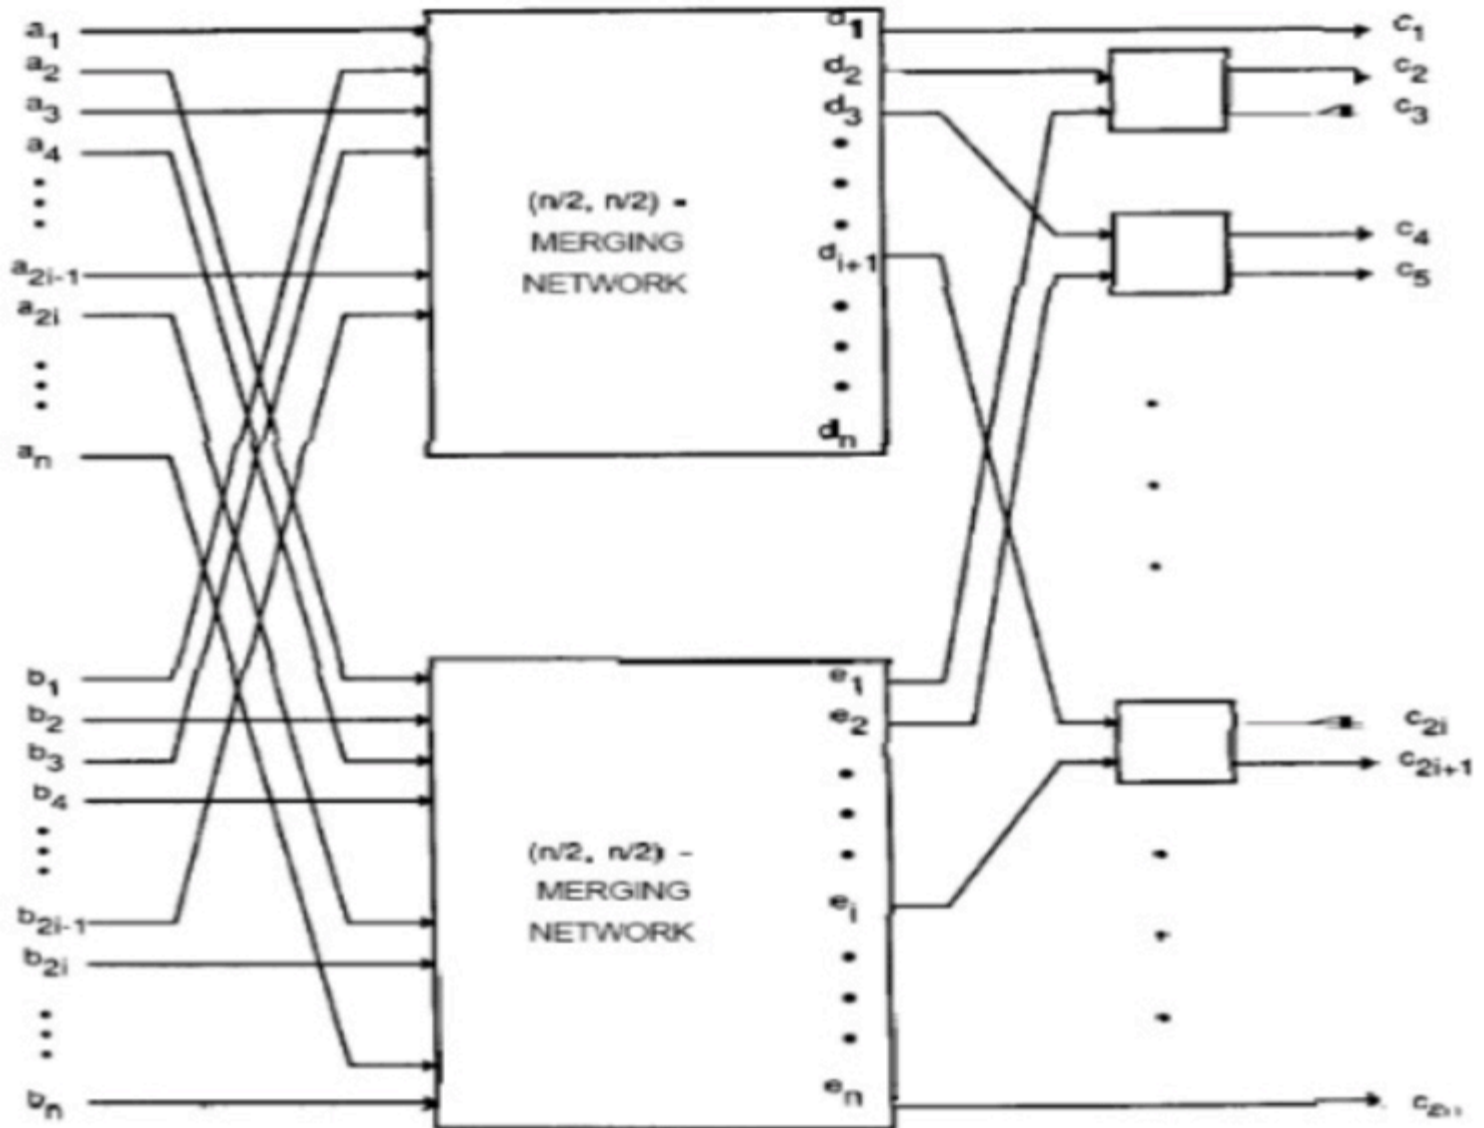 a1
a2
a3
a4
a2i-1
a2i
an
b1
b2
b3
b4
b2i-1
b2i
bn
(n/2, n/2) -
MERGING
NETWORK
d1
d2
d3
di+1
dn
(n/2, n/2) -
MERGING
NETWORK
e1
e2
ei
en
c1
c2
c3
c4
c5
c2i
c2i+1